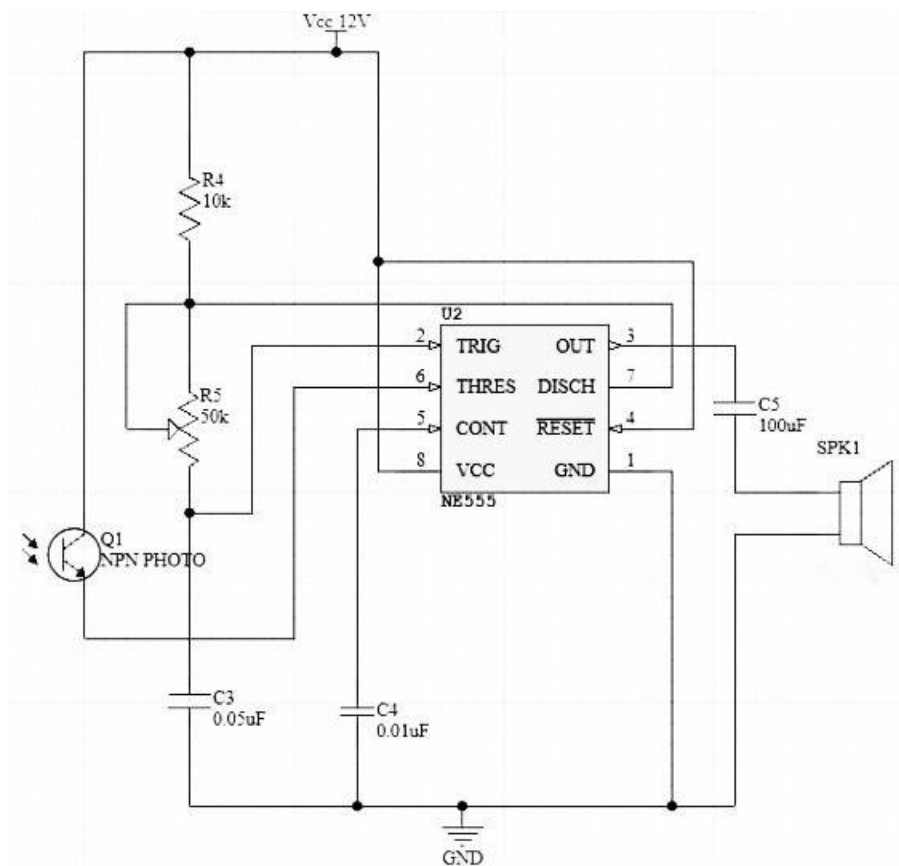 Vcc 12V
R4
10k
U2
2 TRIG OUT 3
6 THRES DISCH 7
R5
50k
5 CONT RESET 4
8 VCC GND 1
NE555
C5
100uF
SPK1
Q1
NPN PHOTO
C3
0.05uF
C4
0.01uF
GND